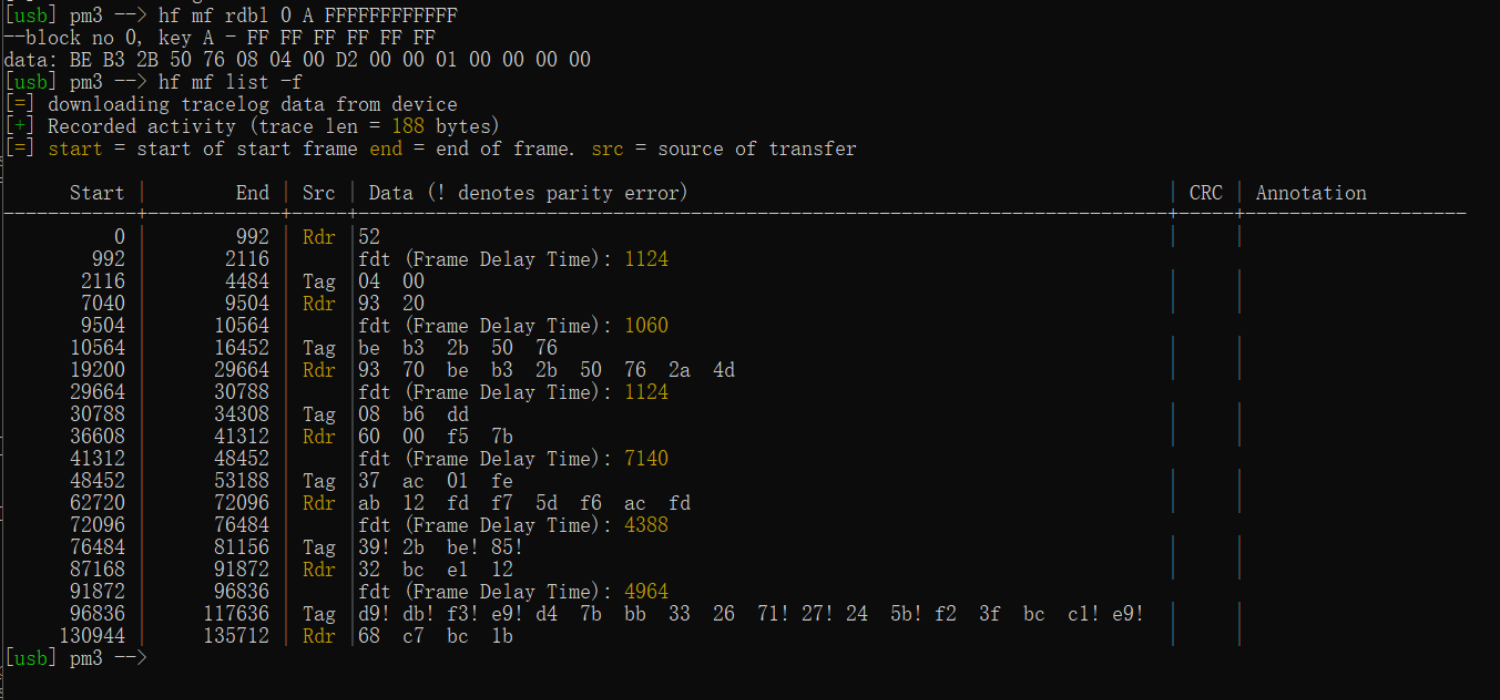 [usb] pm3 --> hf mf rdbl 0 A FFFFFFFFFFFF
--block no 0, key A - FF FF FF FF FF FF
data: BE B3 2B 50 76 08 04 00 D2 00 00 01 00 00 00 00
[usb] pm3 --> hf mf list -f
[=] downloading tracelog data from device
[+] Recorded activity (trace len = 188 bytes)
[=] start = start of start frame end = end of frame. src = source of transfer
Start | End | Src | Data (! denotes parity error) | CRC | Annotation
0 | 992 | Rdr |52 | |
992 | 2116 | |fdt (Frame Delay Time): 1124
2116 | 4484 | Tag |04 00 | |
7040 | 9504 | Rdr |93 20 | |
9504 | 10564 | |fdt (Frame Delay Time): 1060
10564 | 16452 | Tag |be b3 2b 50 76 | |
19200 | 29664 | Rdr |93 70 be b3 2b 50 76 2a 4d | |
29664 | 30788 | |fdt (Frame Delay Time): 1124
30788 | 34308 | Tag |08 b6 dd | |
36608 | 41312 | Rdr |60 00 f5 7b | |
41312 | 48452 | |fdt (Frame Delay Time): 7140
48452 | 53188 | Tag |37 ac 01 fe | |
62720 | 72096 | Rdr |ab 12 fd f7 5d f6 ac fd | |
72096 | 76484 | |fdt (Frame Delay Time): 4388
76484 | 81156 | Tag |39! 2b be! 85! | |
87168 | 91872 | Rdr |32 bc e1 12 | |
91872 | 96836 | |fdt (Frame Delay Time): 4964
96836 | 117636 | Tag |d9! db! f3! e9! d4 7b bb 33 26 71! 27! 24 5b! f2 3f bc c1! e9! | |
130944 | 135712 | Rdr |68 c7 bc 1b | |
[usb] pm3 -->